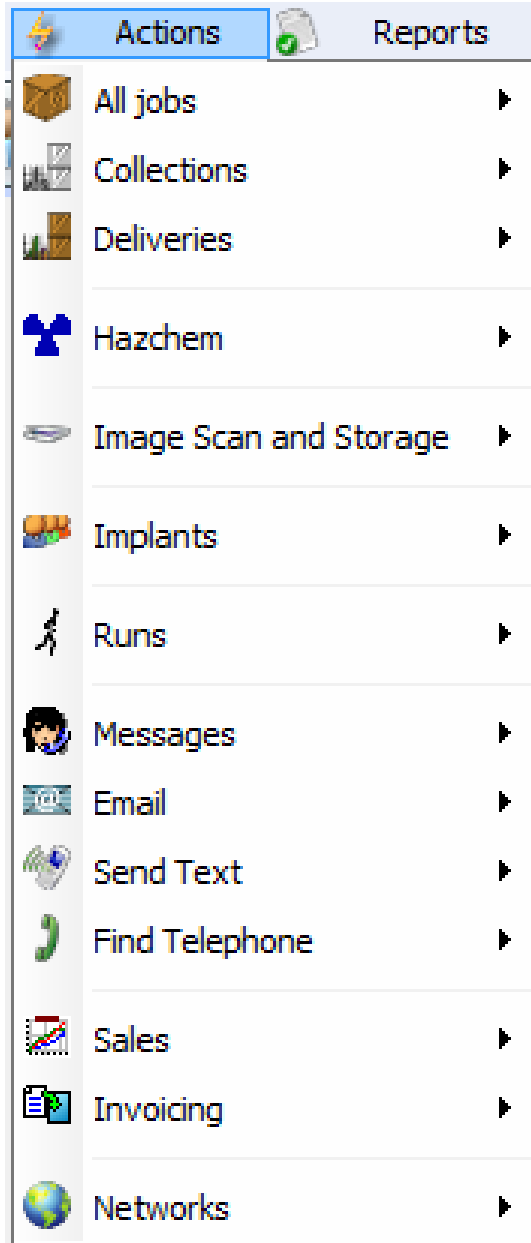 Actions Reports
All jobs
Collections
Deliveries
Hazchem
Image Scan and Storage
Implants
Runs
Messages
Email
Send Text
Find Telephone
Sales
Invoicing
Networks